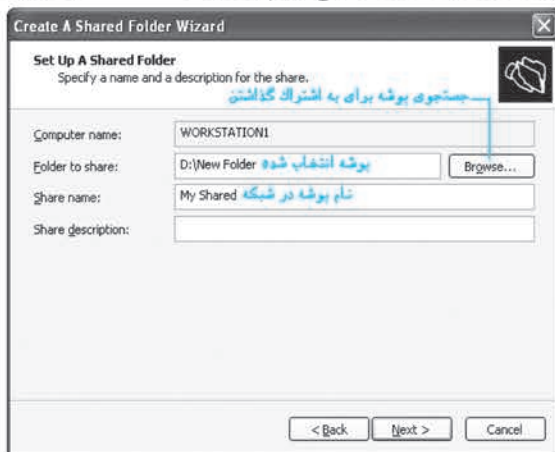 Create A Shared Folder Wizard
Set Up A Shared Folder
Specify a name and a description for the share.
جستجوی پوشه برای به اشتراك گذاشتن
Computer name: WORKSTATION1
Folder to share: D:\New Folder پوشه انتخاب شده Browse...
Share name: My Shared نام پوشه در شبکه
Share description:
< Back Next > Cancel